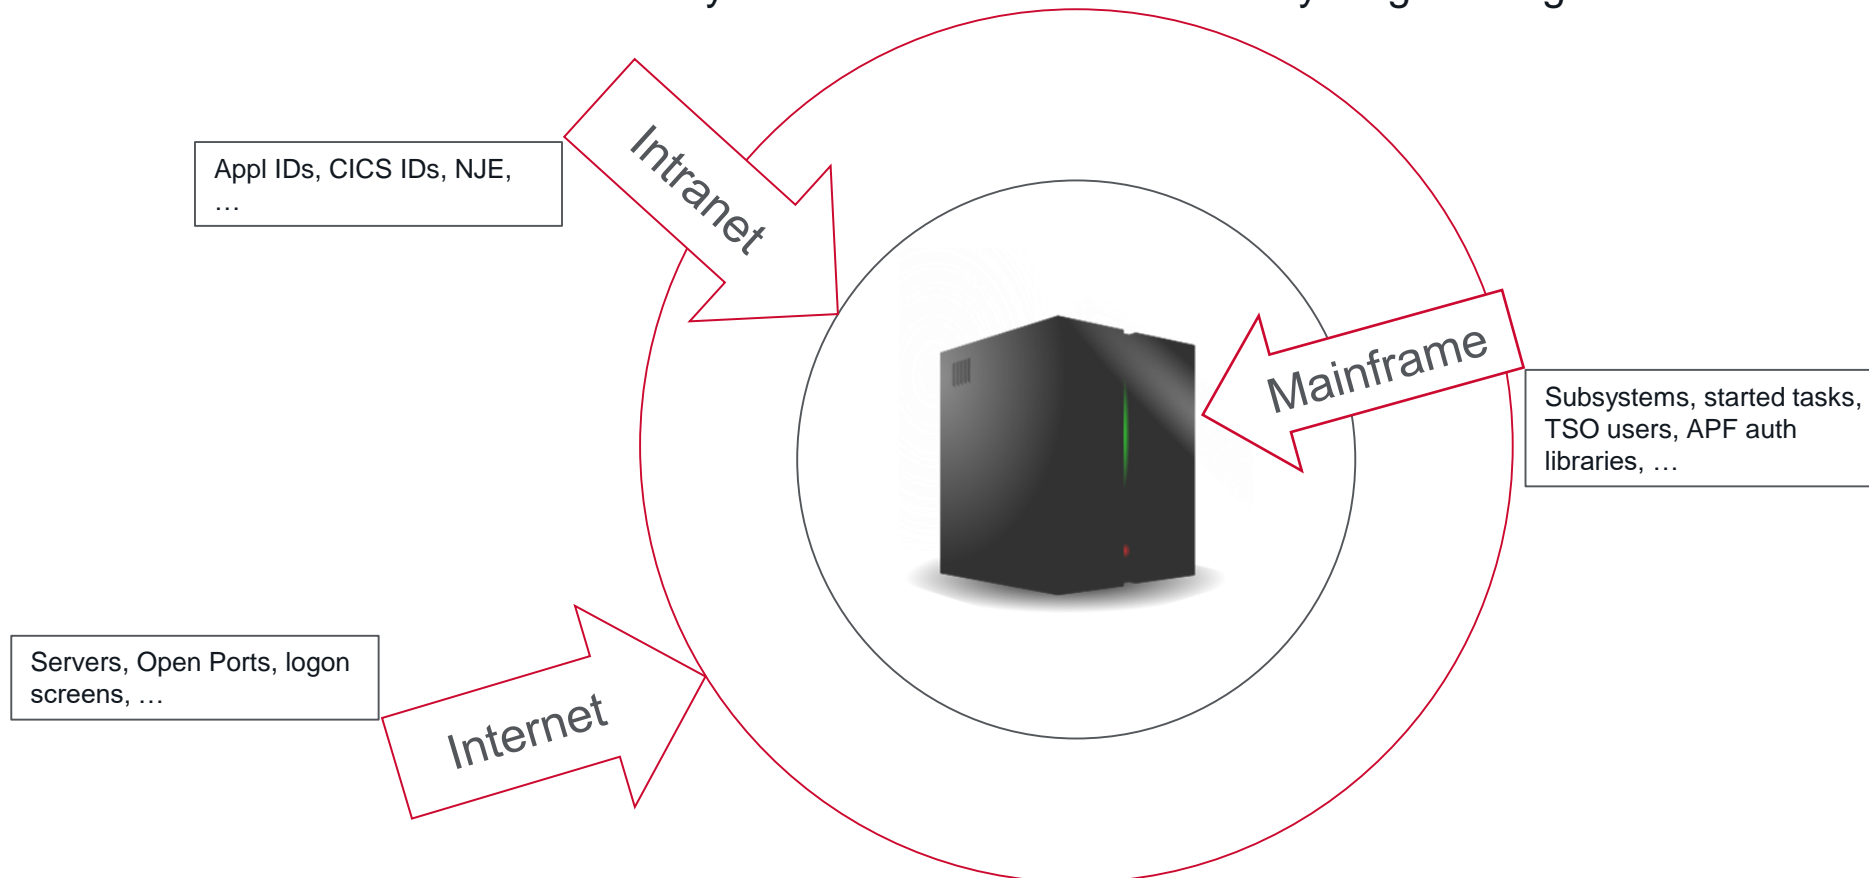 Intranet
Appl IDs, CICS IDs, NJE,
…
Mainframe
Subsystems, started tasks,
TSO users, APF auth
libraries, …
Servers, Open Ports, logon
screens, …
Internet